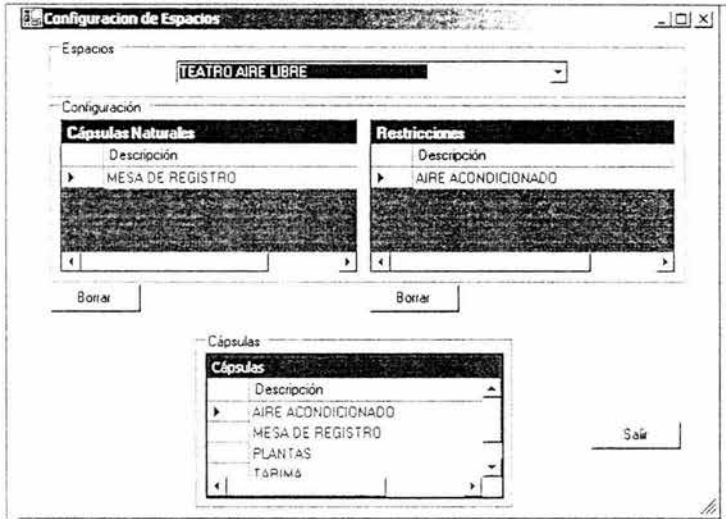 Configuracion de Espacios
Espacios
TEATRO AIRE LIBRE
Configuración
Cápsulas Naturales
Descripción
MESA DE REGISTRO
Restricciones
Descripción
AIRE ACONDICIONADO
Borrar
Borrar
Cápsulas
Cápsulas
Descripción
AIRE ACONDICIONADO
MESA DE REGISTRO
PLANTAS
TARIMA
Salir